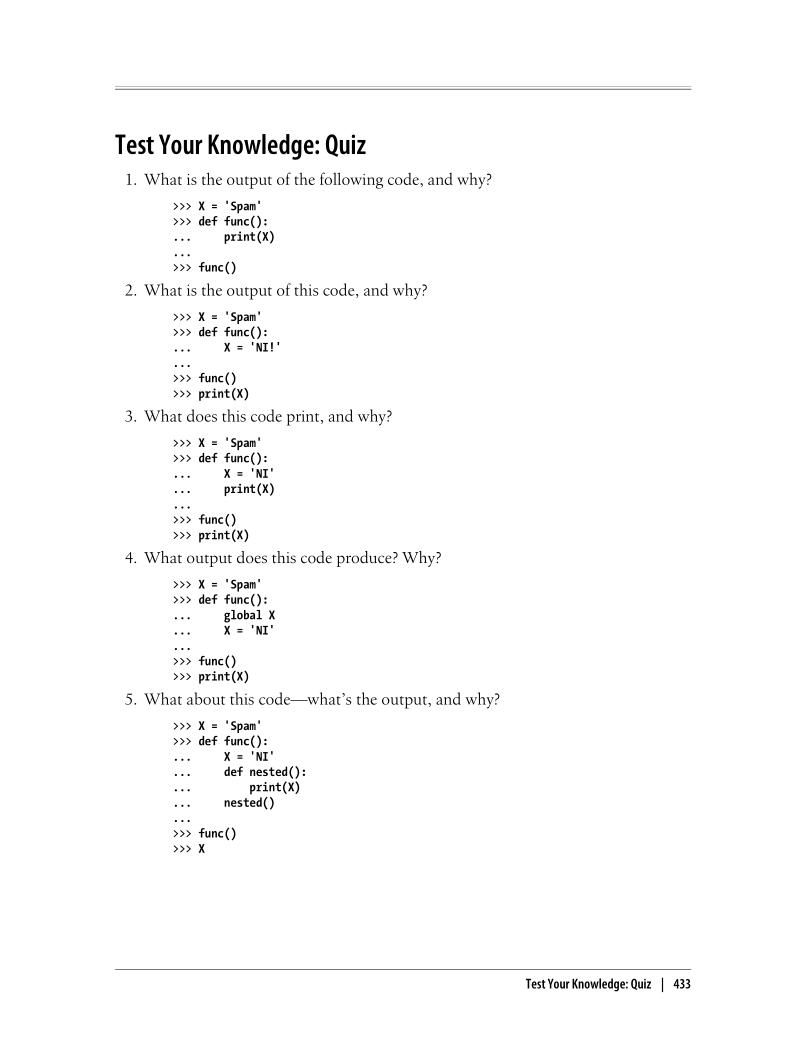 Test Your Knowledge: Quiz
1. What is the output of the following code, and why?
>>> X = 'Spam'
>>> def func():
...     print(X)
...
>>> func()
2. What is the output of this code, and why?
>>> X = 'Spam'
>>> def func():
...     X = 'NI!'
...
>>> func()
>>> print(X)
3. What does this code print, and why?
>>> X = 'Spam'
>>> def func():
...     X = 'NI'
...     print(X)
...
>>> func()
>>> print(X)
4. What output does this code produce? Why?
>>> X = 'Spam'
>>> def func():
...     global X
...     X = 'NI'
...
>>> func()
>>> print(X)
5. What about this code—what's the output, and why?
>>> X = 'Spam'
>>> def func():
...     X = 'NI'
...     def nested():
...         print(X)
...     nested()
...
>>> func()
>>> X
Test Your Knowledge: Quiz | 433